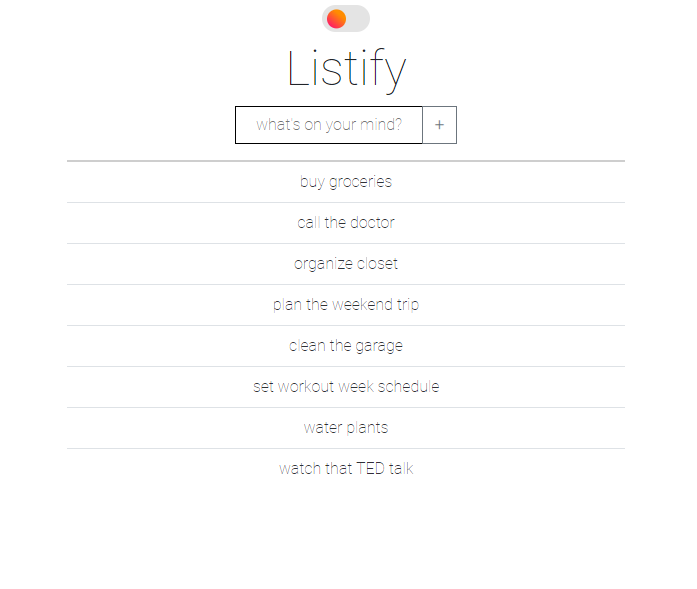 Listify
what's on your mind?
+
buy groceries
call the doctor
organize closet
plan the weekend trip
clean the garage
set workout week schedule
water plants
watch that TED talk